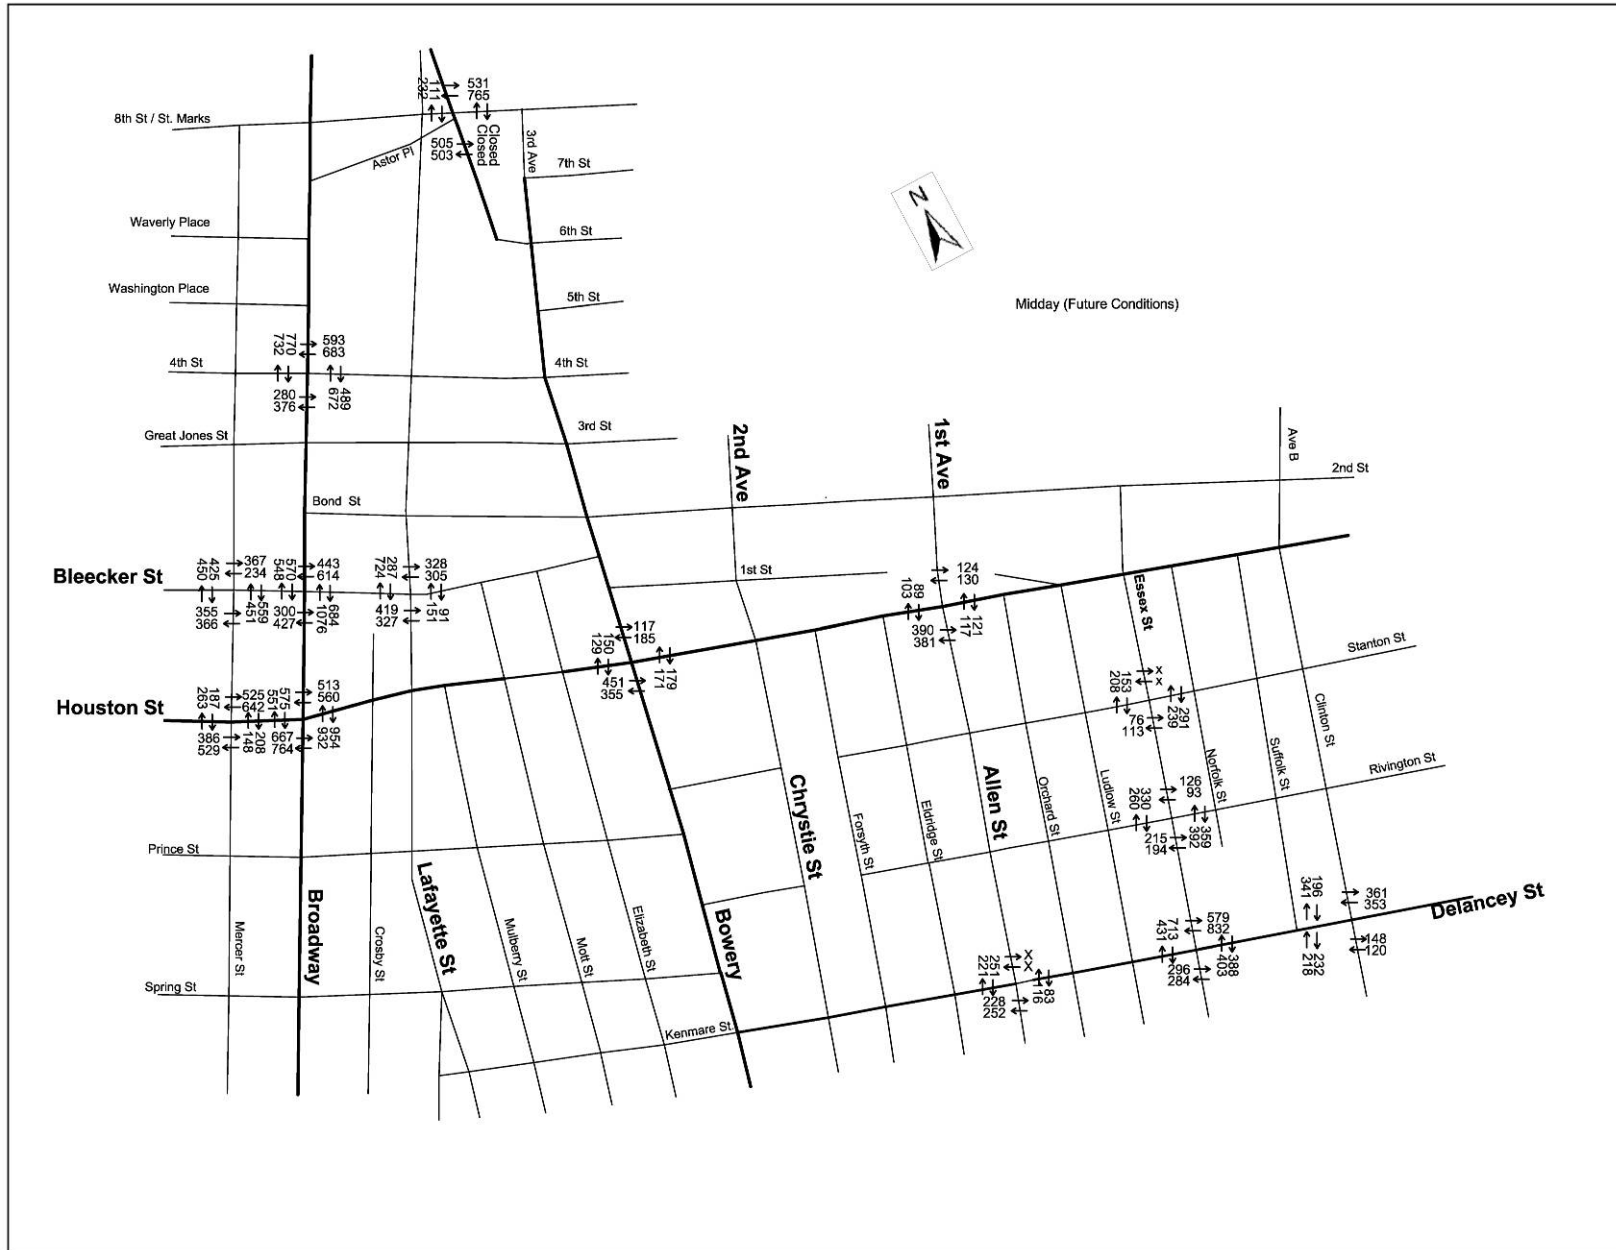 531
765
232
111
8th St / St. Marks
505
503
Closed
Closed
3rd Ave
Astor Pl
7th St
N
Waverly Place
6th St
Washington Place
5th St
Midday (Future Conditions)
732
770
593
683
4th St
4th St
280
376
672
489
Great Jones St
3rd St
2nd Ave
1st Ave
Ave B
2nd St
Bond St
Bleecker St
450
425
367
234
548
570
443
614
724
287
328
305
355
366
451
559
300
427
1076
684
419
327
151
91
1st St
124
130
103
89
390
381
117
121
Essex St
117
185
129
150
451
355
171
179
Stanton St
x
x
208
153
76
113
239
291
Houston St
263
187
525
642
551
575
513
560
386
529
148
208
667
764
932
954
Clinton St
Suffolk St
Norfolk St
Rivington St
126
193
260
330
215
194
392
359
Chrystie St
Forsyth St
Eldridge St
Allen St
Orchard St
Ludlow St
Prince St
Broadway
Lafayette St
Mercer St
Crosby St
Mulberry St
Mott St
Elizabeth St
Bowery
341
196
361
353
Delancey St
431
713
579
832
296
284
403
388
218
232
148
120
x
x
221
251
228
252
116
83
Spring St
Kenmare St.